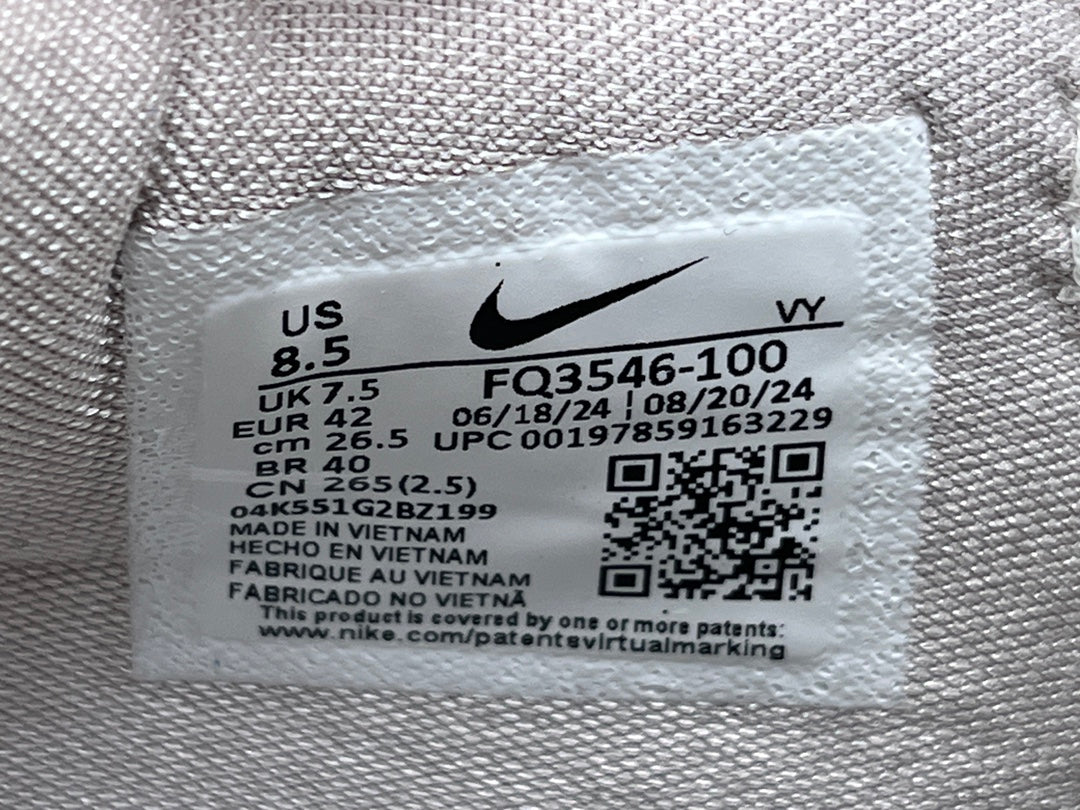 US
8.5
VY
UK 7.5
EUR 42
cm 26.5
BR 40
CN 265(2.5)
FQ3546-100
06/18/24 ¦ 08/20/24
UPC 00197859163229
04K551G2BZ199
MADE IN VIETNAM
HECHO EN VIETNAM
FABRIQUE AU VIETNAM
FABRICADO NO VIETNÃ
This product is covered by one or more patents:
www.nike.com/patentsvirtualmarking